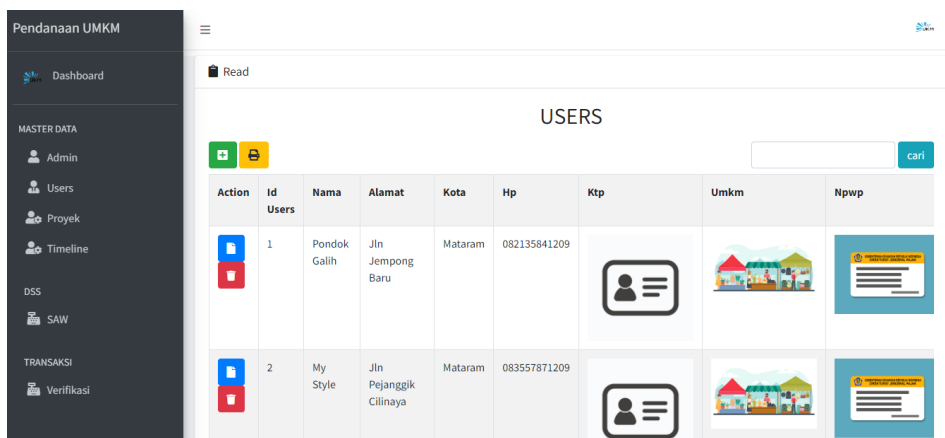 Pendanaan UMKM
Dashboard
MASTER DATA
Admin
Users
Proyek
Timeline
DSS
SAW
TRANSAKSI
Verifikasi
Read
USERS
cari
Action Id Users Nama Alamat Kota Hp Ktp Umkm Npwp
1 Pondok Galih Jln Jempong Baru Mataram 082135841209
2 My Style Jln Pejanggik Cilinaya Mataram 083557871209